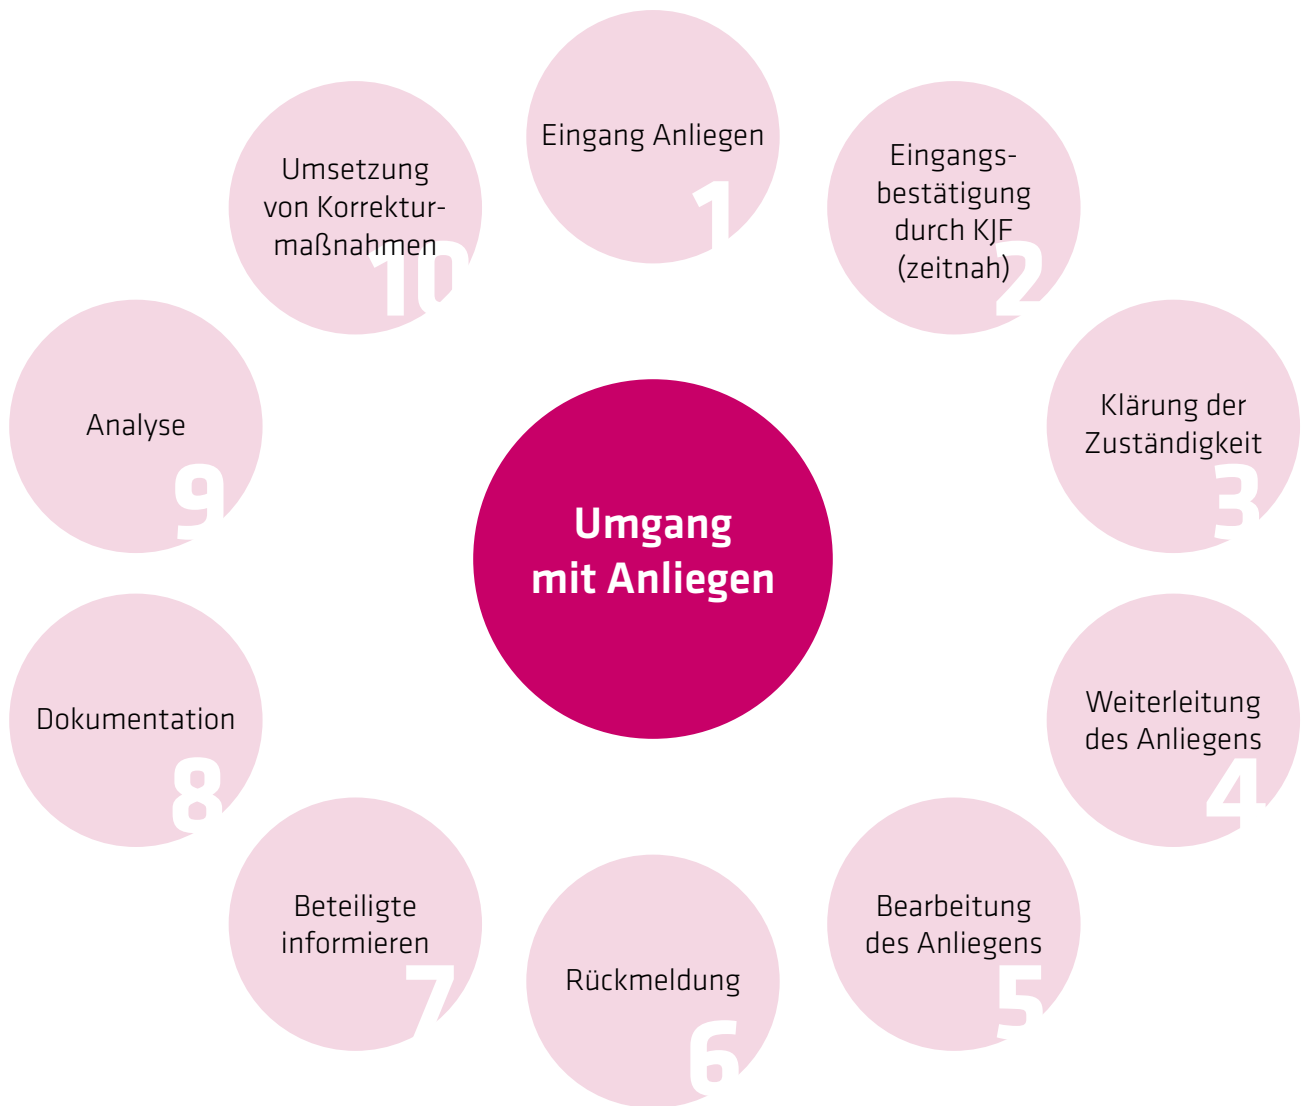 Eingang Anliegen
1
Eingangs-
bestätigung
durch KJF
(zeitnah)
2
Klärung der
Zuständigkeit
3
Weiterleitung
des Anliegens
4
Bearbeitung
des Anliegens
5
Rückmeldung
6
Beteiligte
informieren
7
Dokumentation
8
Analyse
9
Umsetzung
von Korrektur-
maßnahmen
10
Umgang
mit Anliegen